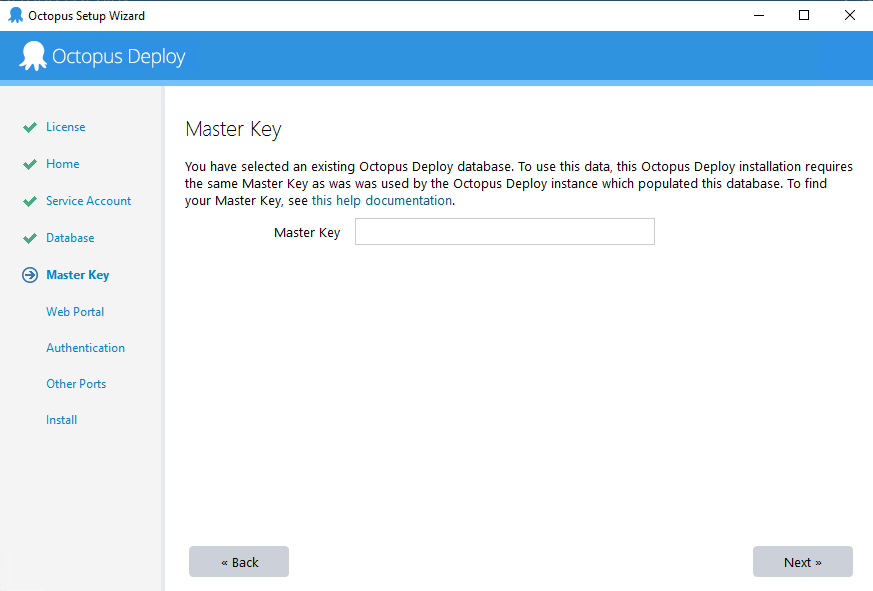 Octopus Setup Wizard
Octopus Deploy
License
Home
Service Account
Database
Master Key
Web Portal
Authentication
Other Ports
Install
Master Key
You have selected an existing Octopus Deploy database. To use this data, this Octopus Deploy installation requires
the same Master Key as was was used by the Octopus Deploy instance which populated this database. To find
your Master Key, see this help documentation.
Master Key
« Back
Next »